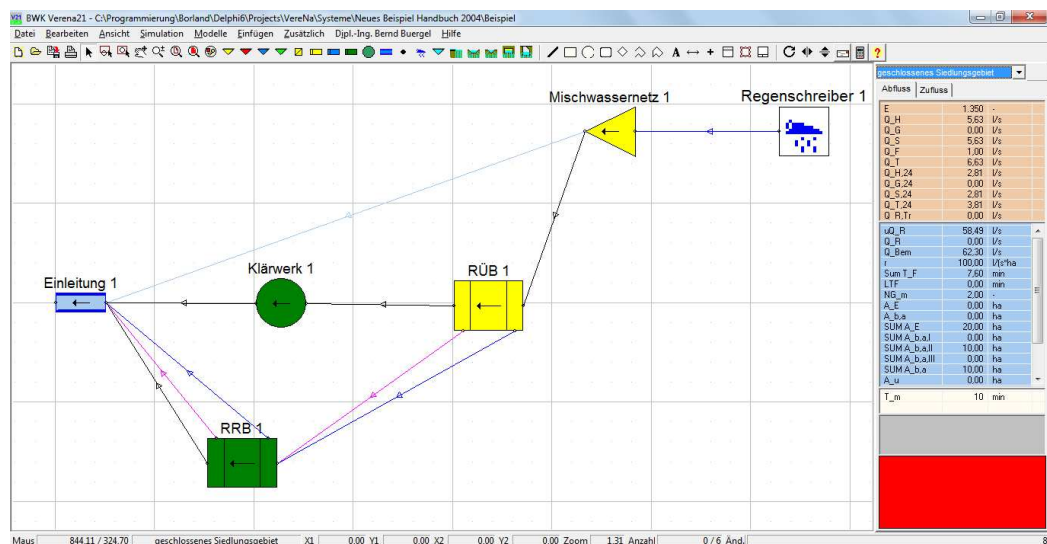 BWK Verena21 - C:\Programmierung\Borland\Delphi6\Projects\VereNa\Systeme\Neues Beispiel Handbuch 2004\Beispiel
Datei Bearbeiten Ansicht Simulation Modelle Einfügen Zusätzlich Dipl.-Ing. Bernd Buergel Hilfe
geschlossenes Siedlungsgebiet
Abfluss Zufluss
Mischwassernetz 1
Regenschreiber 1
Einleitung 1
Klärwerk 1
RÜB 1
RRB 1
E 1.350 -
Q_H 5,63 l/s
Q_G 0,00 l/s
Q_S 5,63 l/s
Q_F 1,00 l/s
Q_T 6,63 l/s
Q_H,24 2,81 l/s
Q_G,24 0,00 l/s
Q_S,24 2,81 l/s
Q_T,24 3,81 l/s
Q_R,Tr 0,00 l/s
uQ_R 58,49 l/s
Q_R 0,00 l/s
Q_Bem 62,30 l/s
r 100,00 l/(s*ha
Sum T_F 7,60 min
LTF 0,00 min
NG_m 2,00 -
A_E 0,00 ha
A_b,a 0,00 ha
SUM A_E 20,00 ha
SUM A_b,a,I 0,00 ha
SUM A_b,a,II 10,00 ha
SUM A_b,a,III 0,00 ha
SUM A_b,a 10,00 ha
A_u 0,00 ha
T_m 10 min
Maus 844.11 / 324.70 geschlossenes Siedlungsgebiet X1 0.00 Y1 0.00 X2 0.00 Y2 0.00 Zoom 1.31 Anzahl 0 / 6 Änd. 8